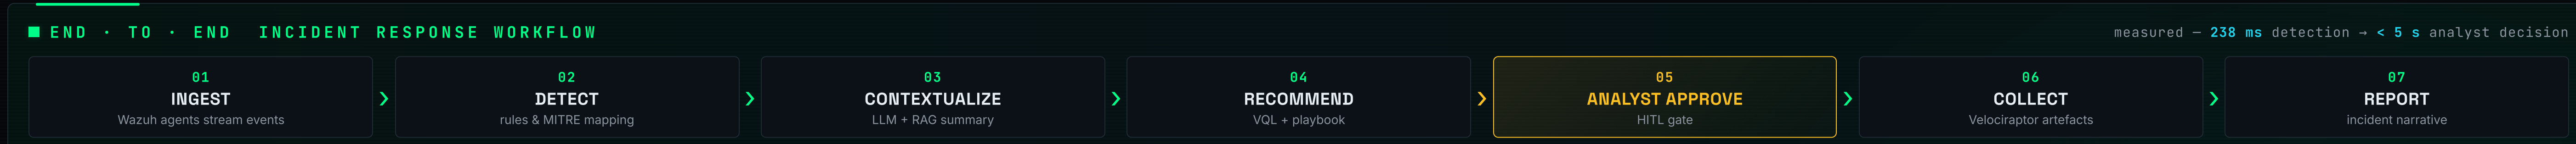 END · TO · END INCIDENT RESPONSE WORKFLOW
measured — 238 ms detection → < 5 s analyst decision
01
INGEST
Wazuh agents stream events
›
02
DETECT
rules & MITRE mapping
›
03
CONTEXTUALIZE
LLM + RAG summary
›
04
RECOMMEND
VQL + playbook
›
05
ANALYST APPROVE
HITL gate
›
06
COLLECT
Velociraptor artefacts
›
07
REPORT
incident narrative